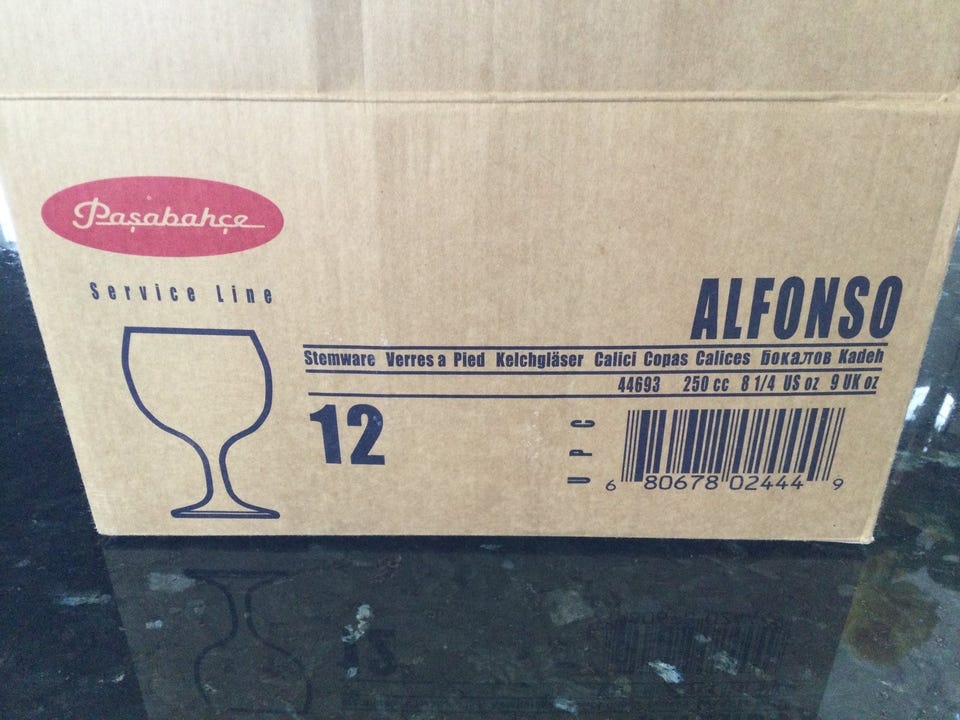 Paşabahçe
Service Line
ALFONSO
Stemware Verres a Pied Kelchgläser Calici Copas Calices Бокалов Kadeh
44693 250 cc 8 1/4 US oz 9 UK oz
12
UPC
6 80678 02444 9